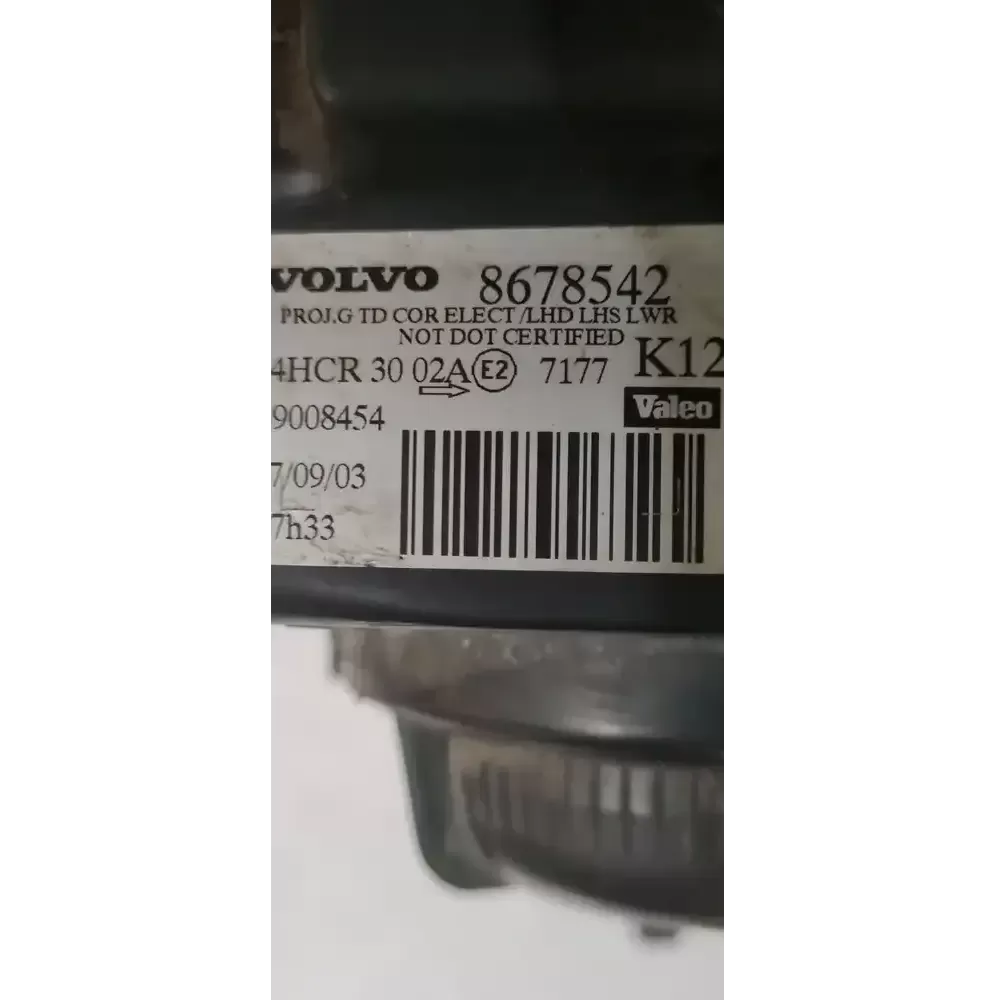 VOLVO 8678542
PROJ.G TD COR ELECT /LHD LHS LWR
NOT DOT CERTIFIED
4HCR 30 02A E2 7177 K12
Valeo
9008454
7/09/03
7h33